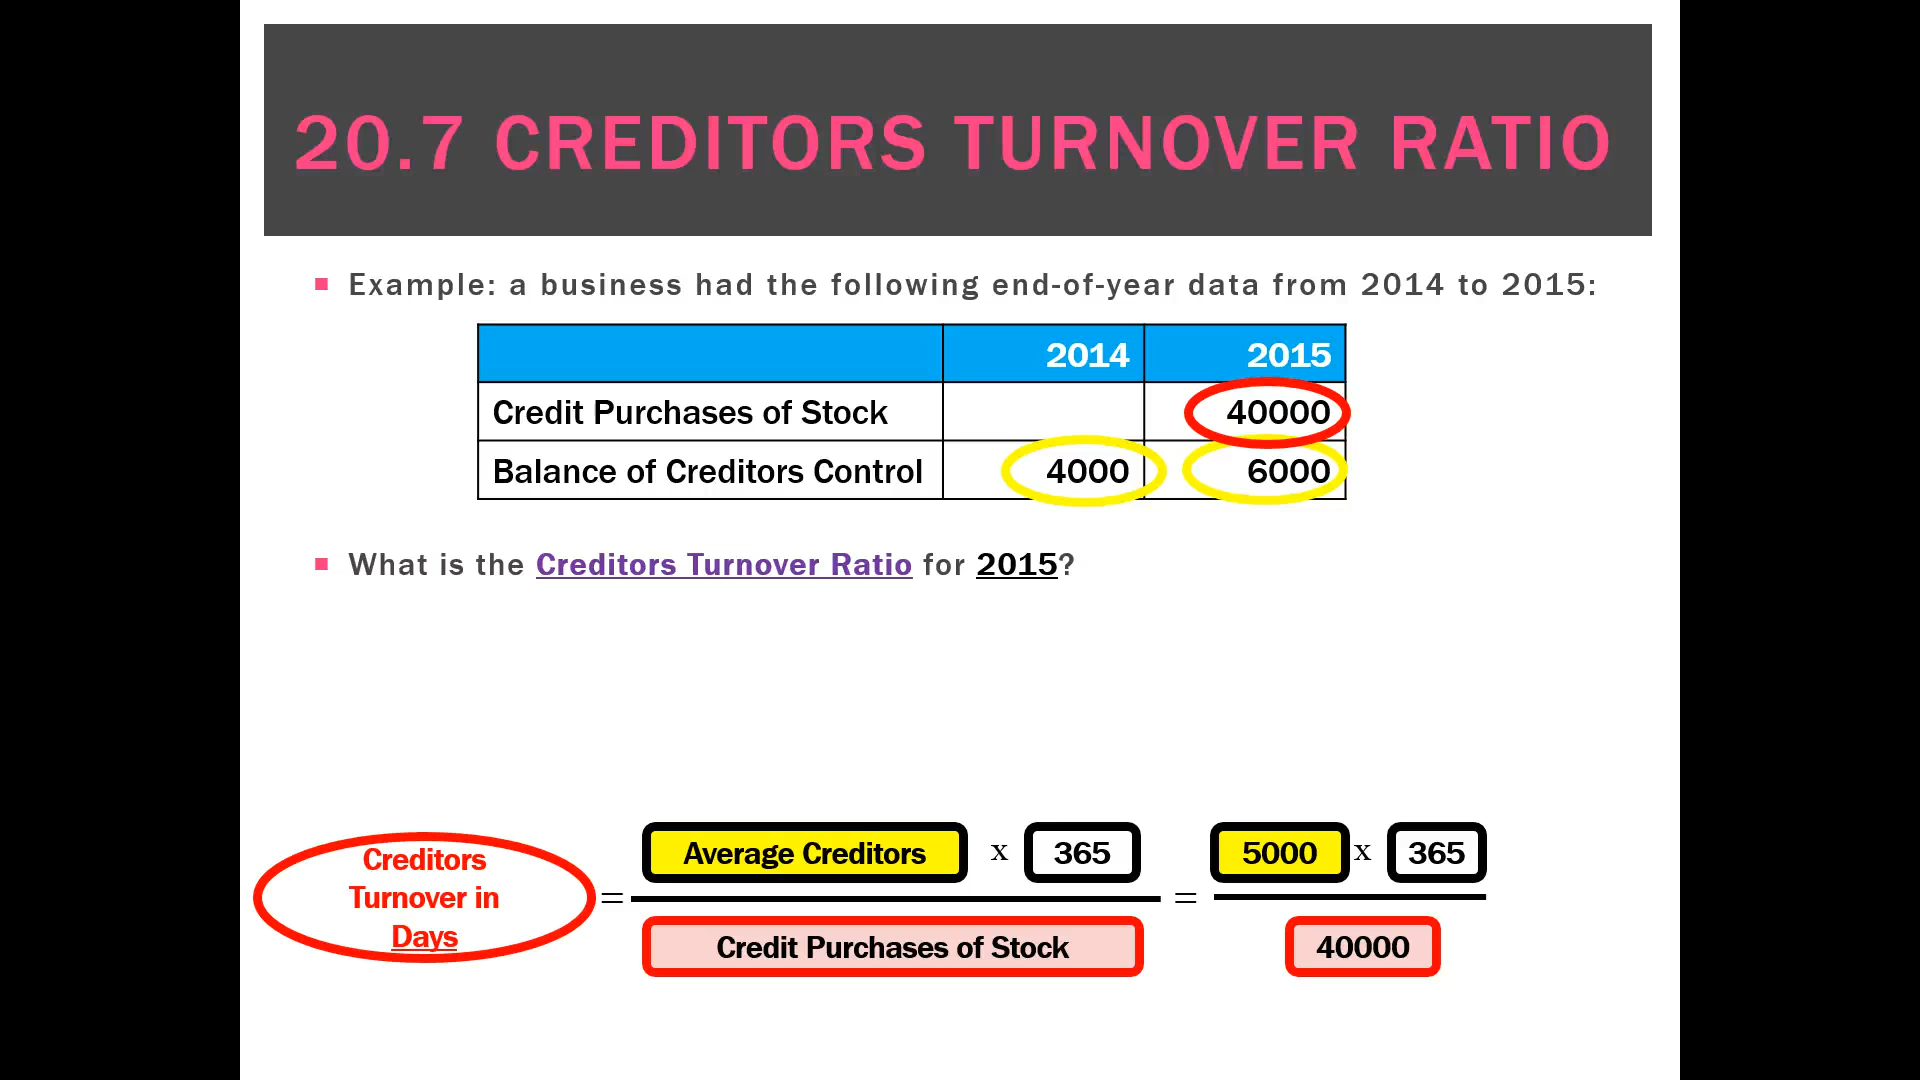 20.7 CREDITORS TURNOVER RATIO
Example: a business had the following end-of-year data from 2014 to 2015:
2014 2015
Credit Purchases of Stock 40000
Balance of Creditors Control 4000 6000
What is the Creditors Turnover Ratio for 2015?
Creditors
Turnover in
Days
=
Average Creditors x 365
Credit Purchases of Stock
=
5000 x 365
40000